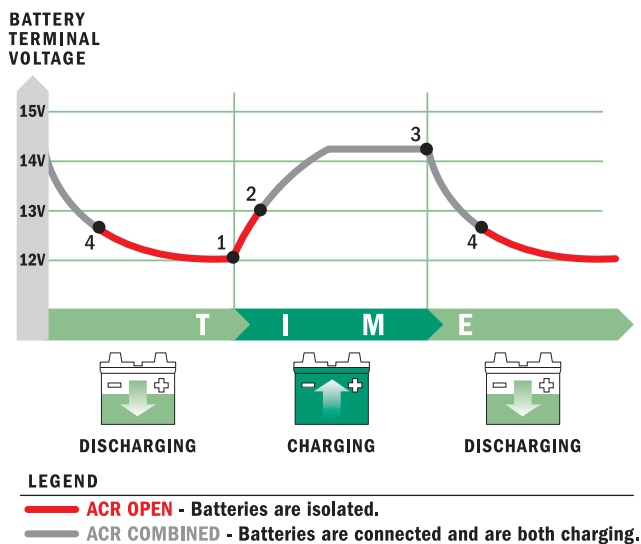 BATTERY
TERMINAL
VOLTAGE
15V
14V
13V
12V
4
1
2
3
4
T I M E
DISCHARGING
CHARGING
DISCHARGING
LEGEND
ACR OPEN - Batteries are isolated.
ACR COMBINED - Batteries are connected and are both charging.